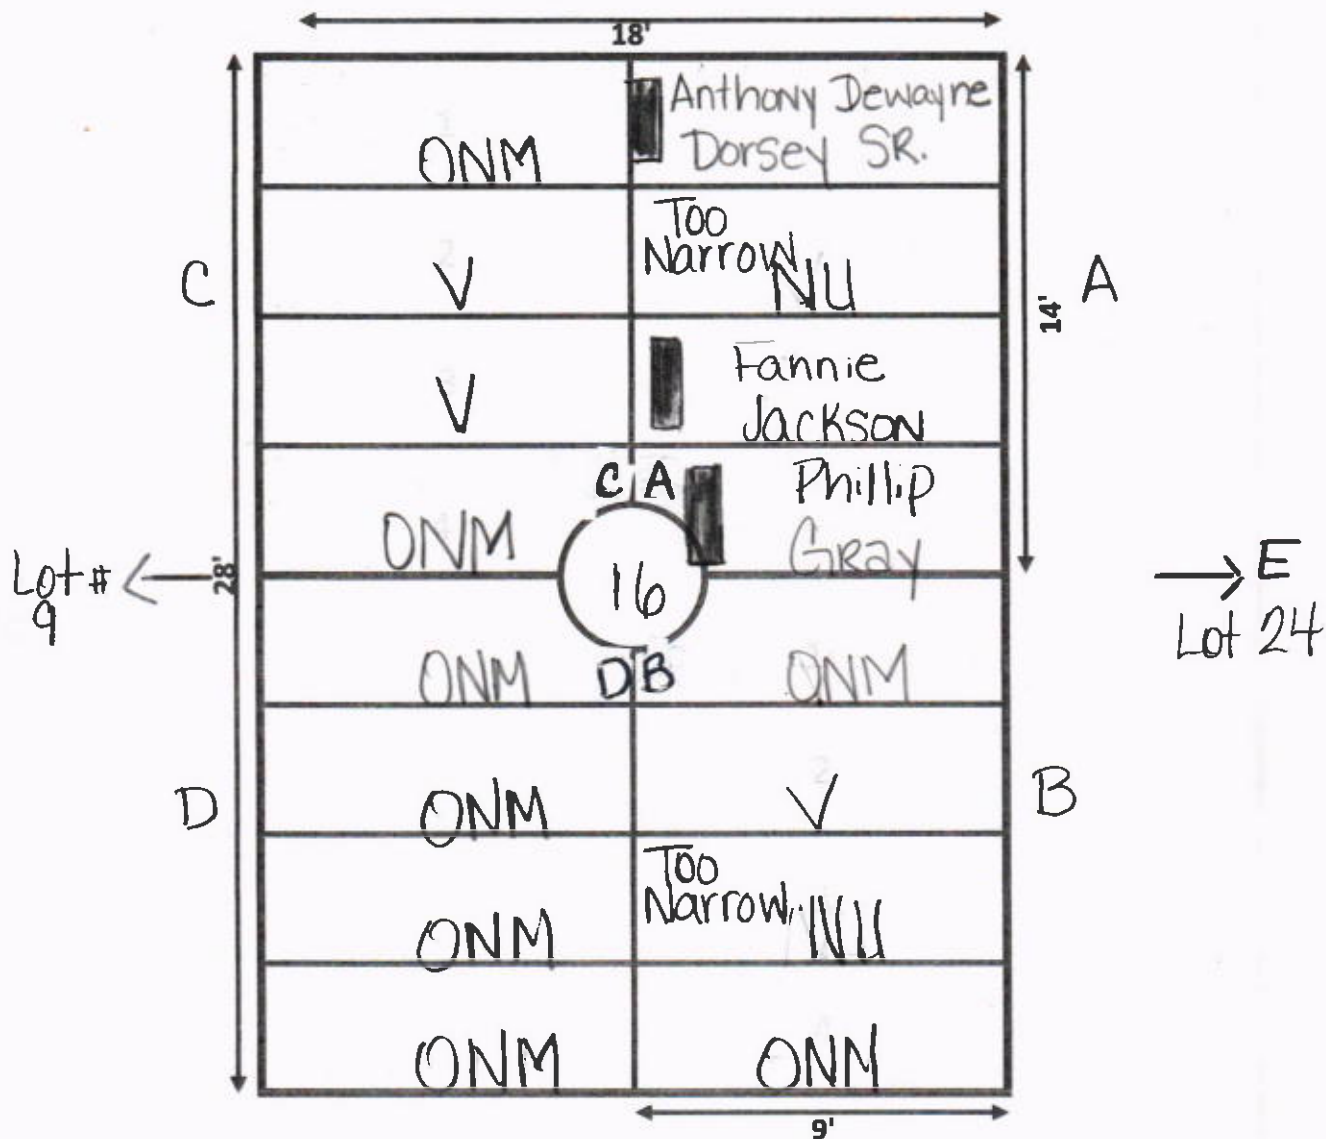 18'
Anthony Dewayne
Dorsey SR.
ONM
Too
Narrow NU
C
V
A
14'
V
Fannie
Jackson
C A
Phillip
ONM
Gray
Lot #
9
28'
16
E
Lot 24
ONM
D B
ONM
D
ONM
V
B
Too
Narrow. NU
ONM
ONM
ONM
9'